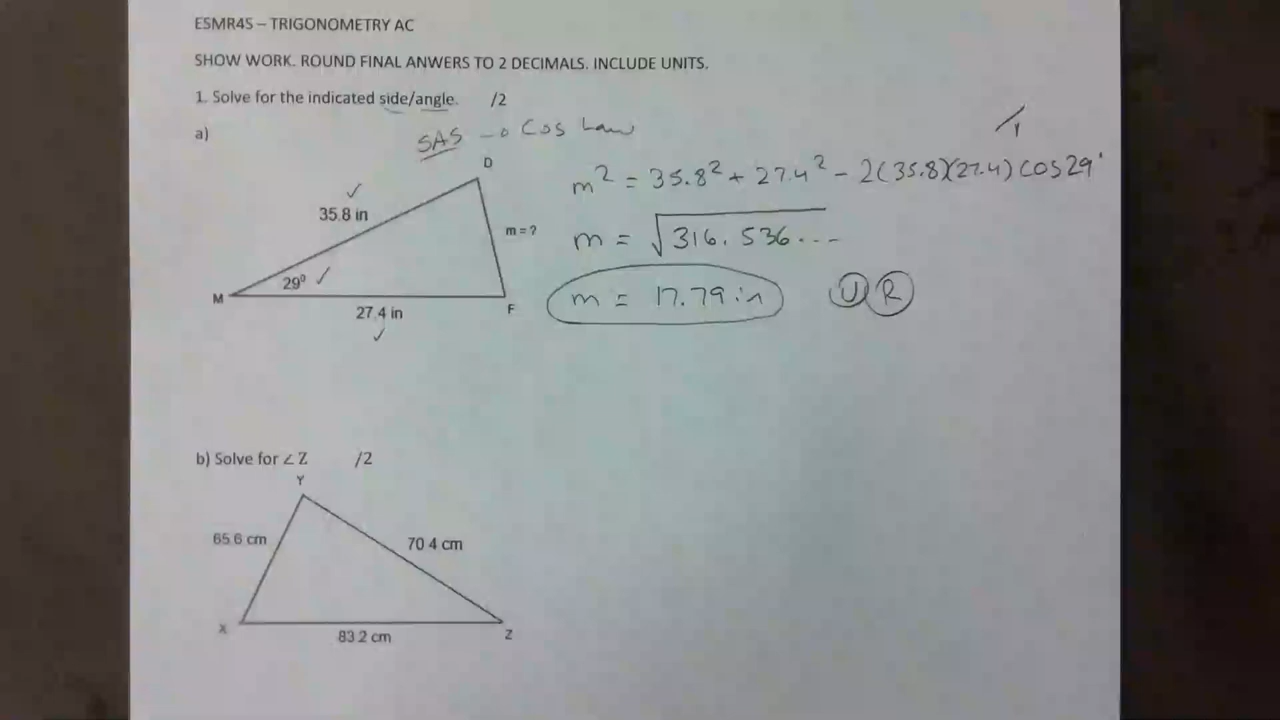 ESMR4S – TRIGONOMETRY AC
SHOW WORK. ROUND FINAL ANWERS TO 2 DECIMALS. INCLUDE UNITS.
1. Solve for the indicated side/angle. /2
a)
SAS → Cos Law
D
35.8 in
m = ?
29⁰
M
F
27.4 in
m² = 35.8² + 27.4² - 2(35.8)(27.4) cos 29°
m = √316.536...
m = 17.79 in
U R
b) Solve for ∠Z /2
Y
65.6 cm
70.4 cm
X
Z
83.2 cm